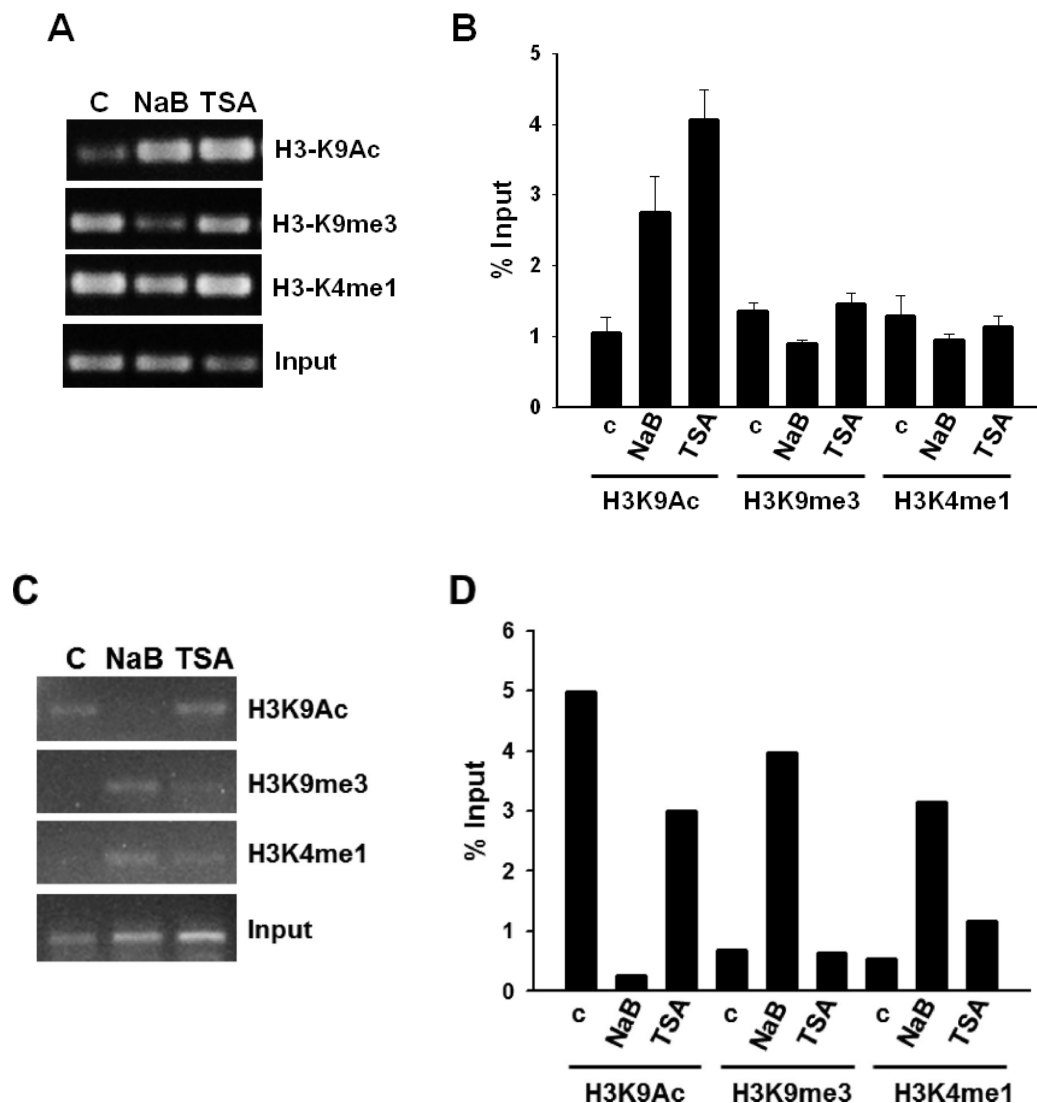 A
C NaB TSA
H3-K9Ac
H3-K9me3
H3-K4me1
Input
B
5
4
3
2
1
0
% Input
c NaB TSA c NaB TSA c NaB TSA
H3K9Ac H3K9me3 H3K4me1
C
C NaB TSA
H3K9Ac
H3K9me3
H3K4me1
Input
D
6
5
4
3
2
1
0
% Input
c NaB TSA c NaB TSA c NaB TSA
H3K9Ac H3K9me3 H3K4me1